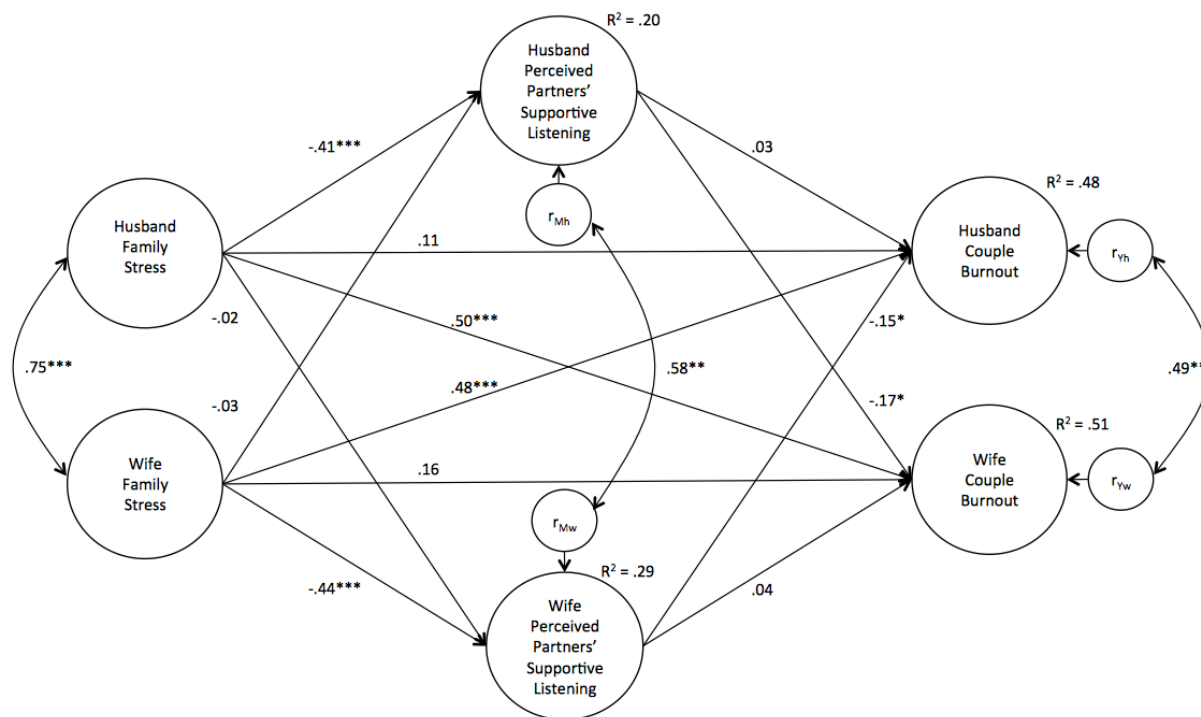 R² = .20
Husband
Perceived
Partners'
Supportive
Listening
-.41***
.03
rMh
R² = .48
Husband
Family
Stress
.11
Husband
Couple
Burnout
rYh
-.02
.50***
-.15*
.75***
.58**
.49**
.48***
-.03
-.17*
R² = .51
Wife
Family
Stress
.16
Wife
Couple
Burnout
rYw
rMw
R² = .29
-.44***
.04
Wife
Perceived
Partners'
Supportive
Listening